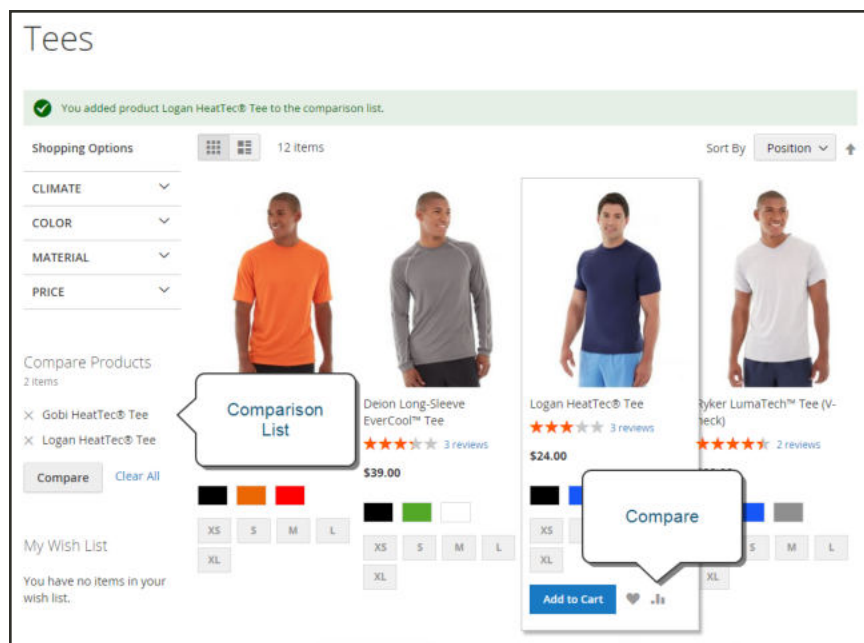 Tees
You added product Logan HeatTec® Tee to the comparison list.
Shopping Options
12 items
Sort By Position
CLIMATE
COLOR
MATERIAL
PRICE
Compare Products
2 items
Gobi HeatTec® Tee
Logan HeatTec® Tee
Compare Clear All
My Wish List
You have no items in your
wish list.
Comparison
List
XS S M L
XL
Deion Long-Sleeve
EverCool™ Tee
3 reviews
$39.00
XS S M L
XL
Logan HeatTec® Tee
3 reviews
$24.00
XS S
XL
Compare
Add to Cart
Ryker LumaTech™ Tee (V-
neck)
2 reviews
S M L
XL